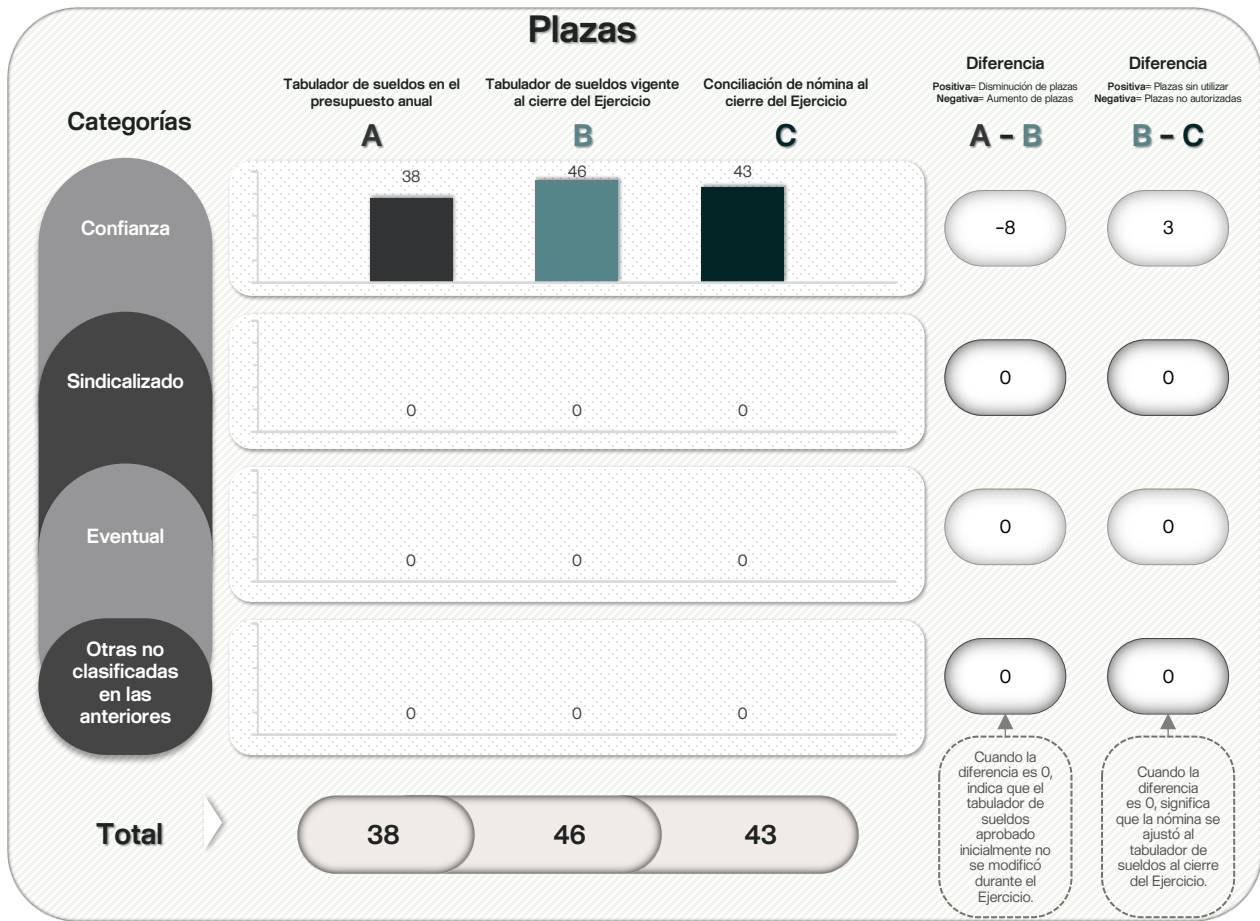 Plazas
Categorías
Tabulador de sueldos en el
presupuesto anual
A
Tabulador de sueldos vigente
al cierre del Ejercicio
B
Conciliación de nómina al
cierre del Ejercicio
C
Diferencia
Positiva= Disminución de plazas
Negativa= Aumento de plazas
A – B
Diferencia
Positiva= Plazas sin utilizar
Negativa= Plazas no autorizadas
B – C
Confianza
38
46
43
-8
3
Sindicalizado
0
0
0
0
0
Eventual
0
0
0
0
0
Otras no
clasificadas
en las
anteriores
0
0
0
0
0
Total
38
46
43
Cuando la
diferencia es 0,
indica que el
tabulador de
sueldos
aprobado
inicialmente no
se modificó
durante el
Ejercicio.
Cuando la
diferencia
es 0, significa
que la nómina se
ajustó al
tabulador de
sueldos al cierre
del Ejercicio.